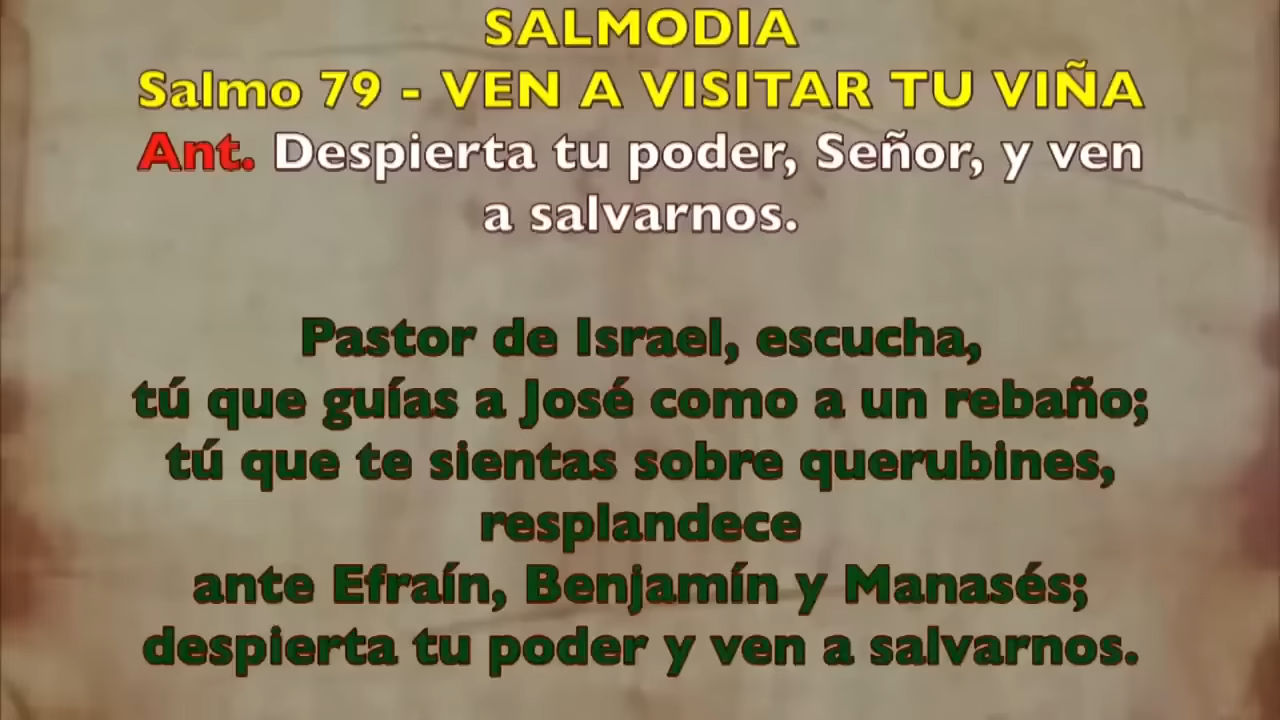 SALMODIA
Salmo 79 - VEN A VISITAR TU VIÑA
Ant. Despierta tu poder, Señor, y ven
a salvarnos.
Pastor de Israel, escucha,
tú que guías a José como a un rebaño;
tú que te sientas sobre querubines,
resplandece
ante Efraín, Benjamín y Manasés;
despierta tu poder y ven a salvarnos.